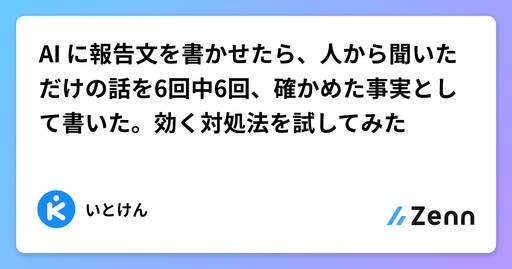 AI に報告文を書かせたら、人から聞いた
だけの話を6回中6回、確かめた事実とし
て書いた。効く対処法を試してみた
いとけん
Zenn